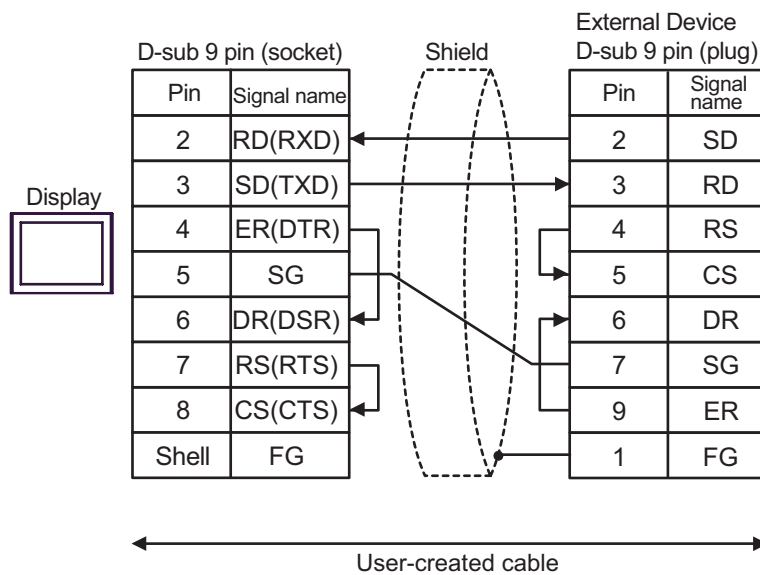 External Device
D-sub 9 pin (socket) Shield D-sub 9 pin (plug)
Pin Signal name Pin Signal name
2 RD(RXD) 2 SD
3 SD(TXD) 3 RD
Display
4 ER(DTR) 4 RS
5 SG 5 CS
6 DR(DSR) 6 DR
7 RS(RTS) 7 SG
8 CS(CTS) 9 ER
Shell FG 1 FG
User-created cable